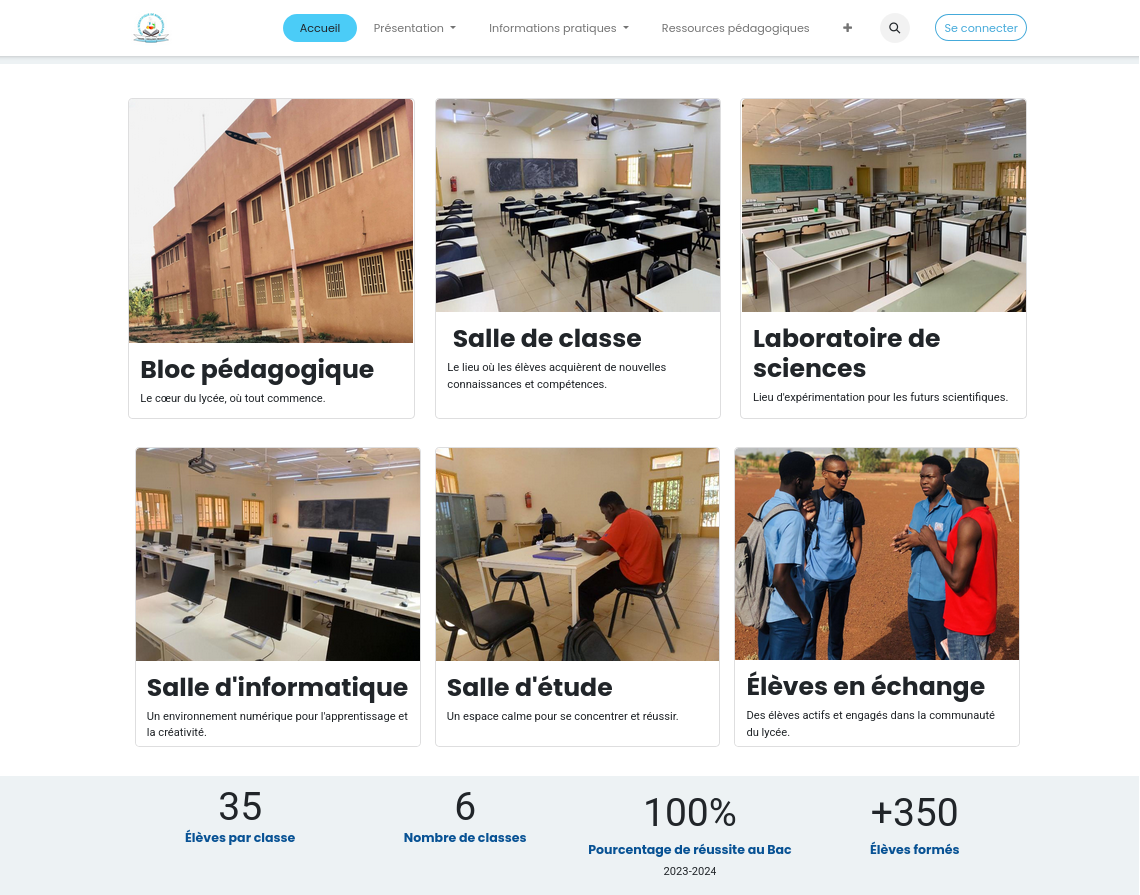 Accueil
Présentation
Informations pratiques
Ressources pédagogiques
Se connecter
Bloc pédagogique
Le cœur du lycée, où tout commence.
Salle de classe
Le lieu où les élèves acquièrent de nouvelles
connaissances et compétences.
Laboratoire de
sciences
Lieu d'expérimentation pour les futurs scientifiques.
Salle d'informatique
Un environnement numérique pour l'apprentissage et
la créativité.
Salle d'étude
Un espace calme pour se concentrer et réussir.
Élèves en échange
Des élèves actifs et engagés dans la communauté
du lycée.
35
Élèves par classe
6
Nombre de classes
100%
Pourcentage de réussite au Bac
2023-2024
+350
Élèves formés